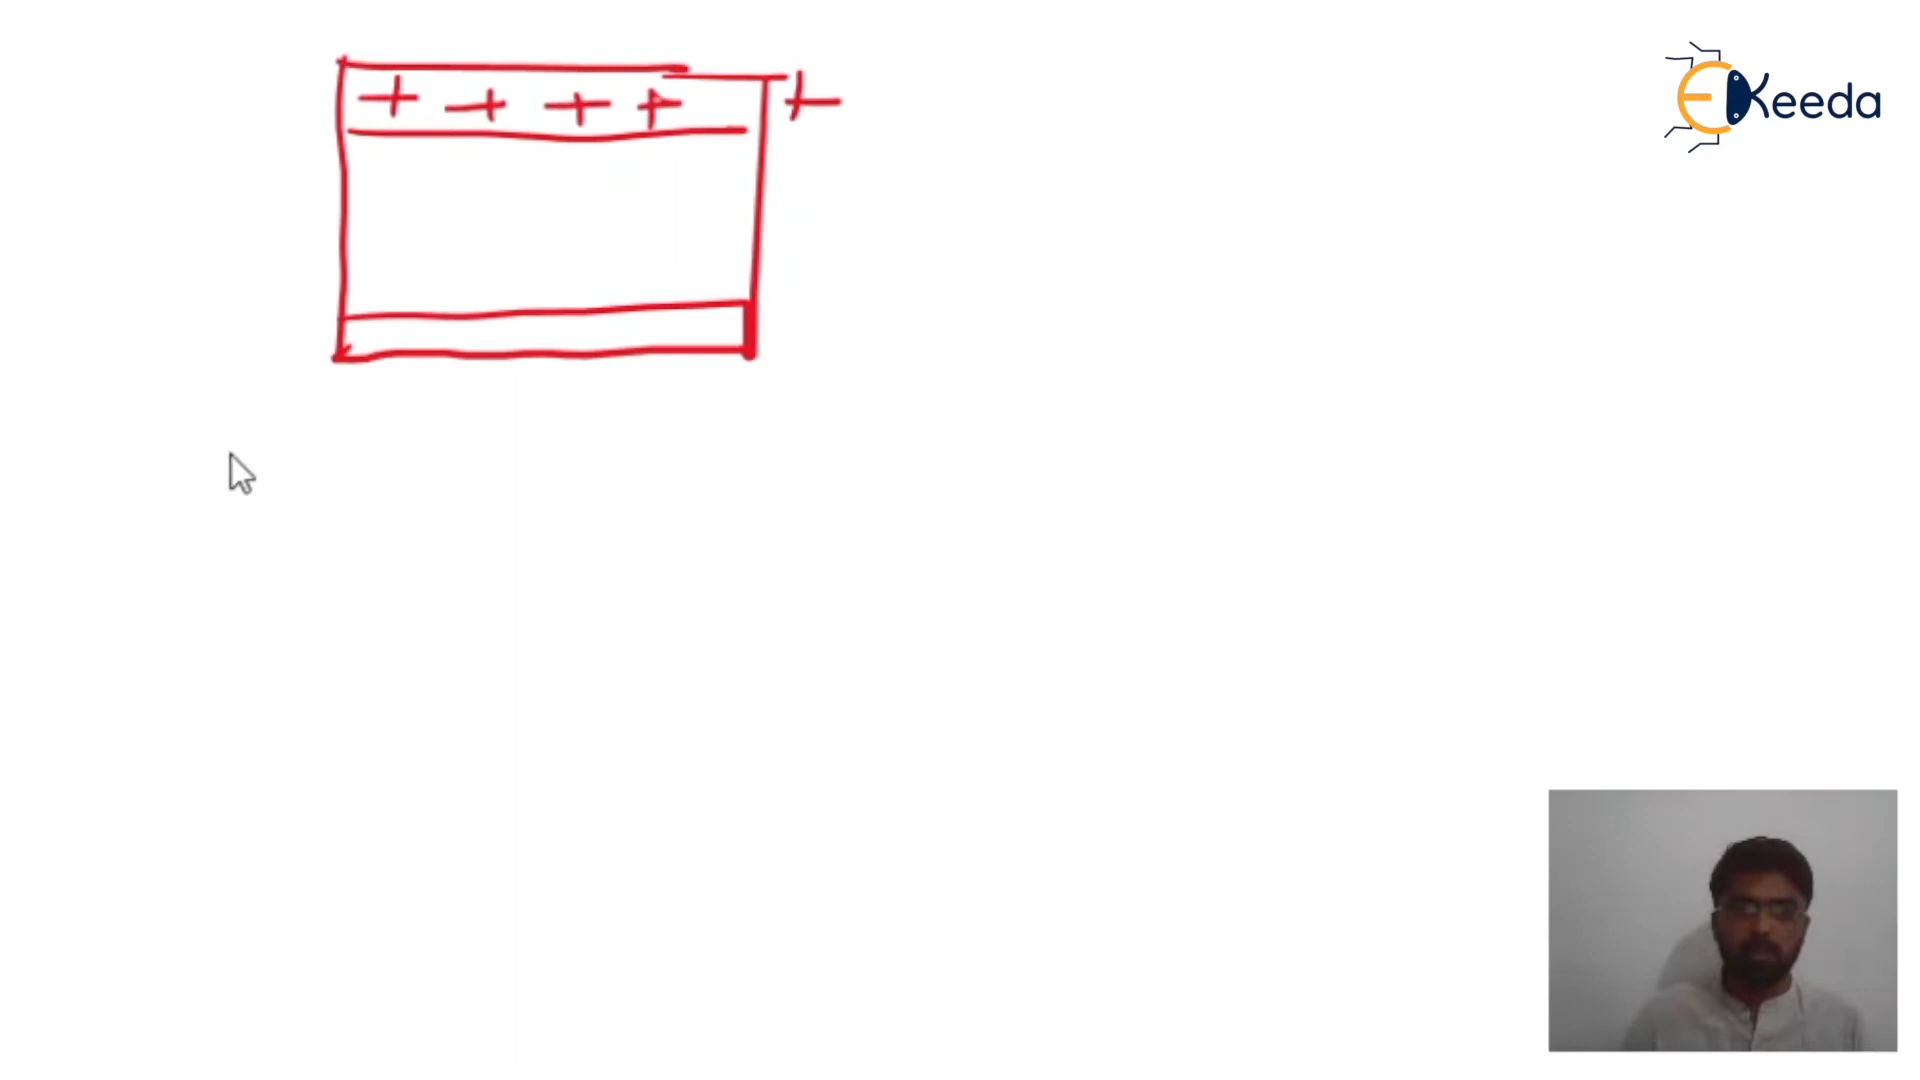 + + + + +
EKeeda